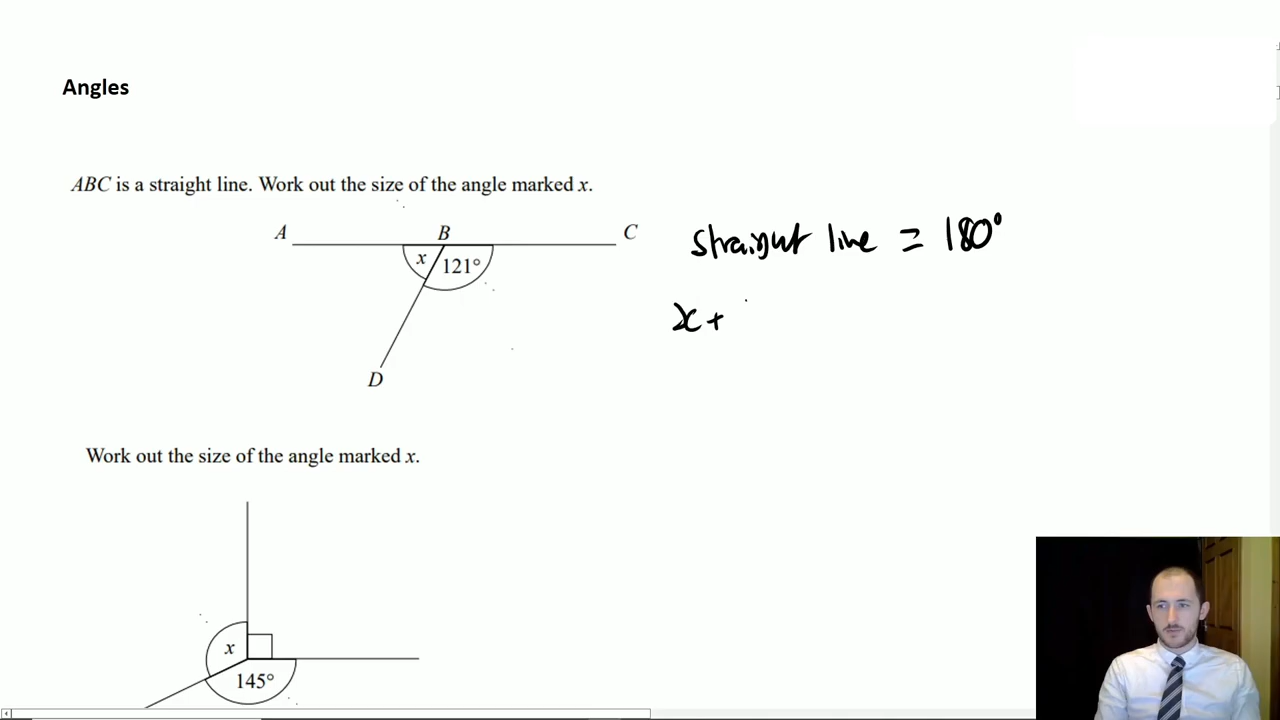 Angles
ABC is a straight line. Work out the size of the angle marked x.
A B C
straight line = 180°
x 121°
x +
D
Work out the size of the angle marked x.
x
145°